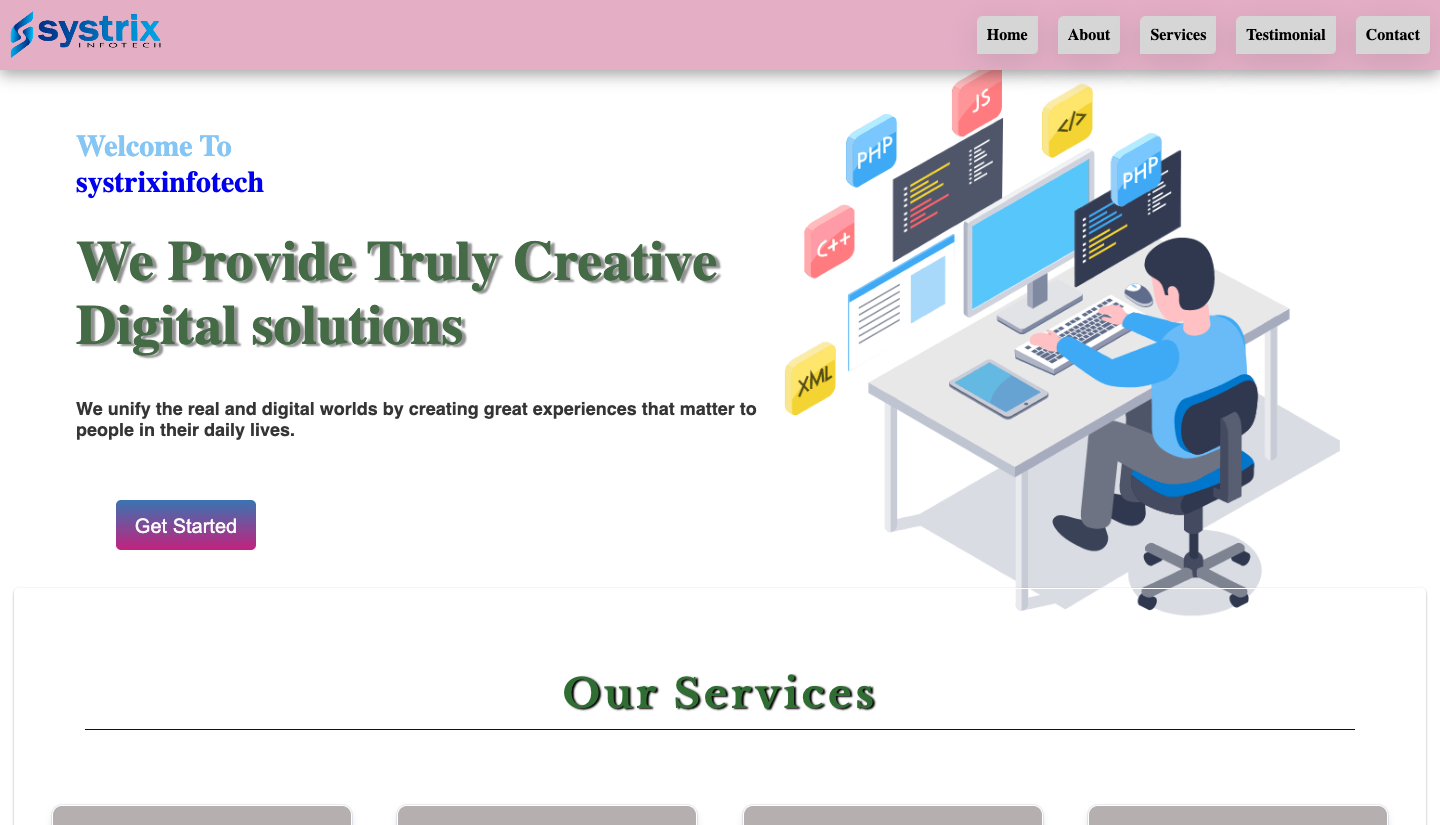 systrix
INFOTECH
Home
About
Services
Testimonial
Contact
Welcome To
systrixinfotech
We Provide Truly Creative
Digital solutions
We unify the real and digital worlds by creating great experiences that matter to
people in their daily lives.
Get Started
JS
</>
PHP
PHP
C++
XML
Our Services